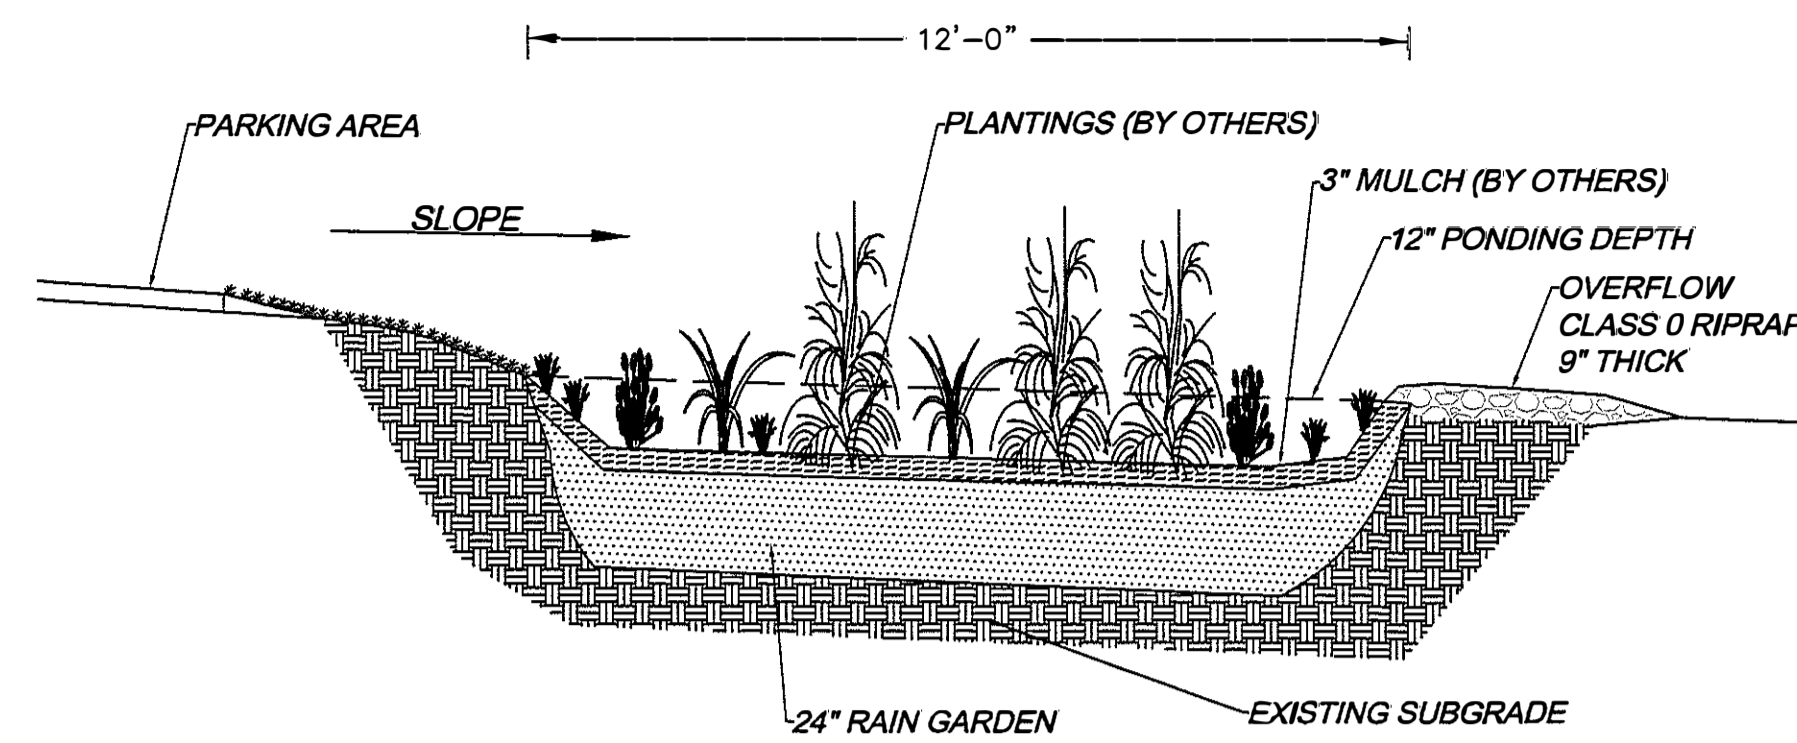 12'-0"
PARKING AREA
PLANTINGS (BY OTHERS)
3" MULCH (BY OTHERS)
SLOPE
12" PONDING DEPTH
OVERFLOW
CLASS 0 RIPRAP
9" THICK
24" RAIN GARDEN
EXISTING SUBGRADE